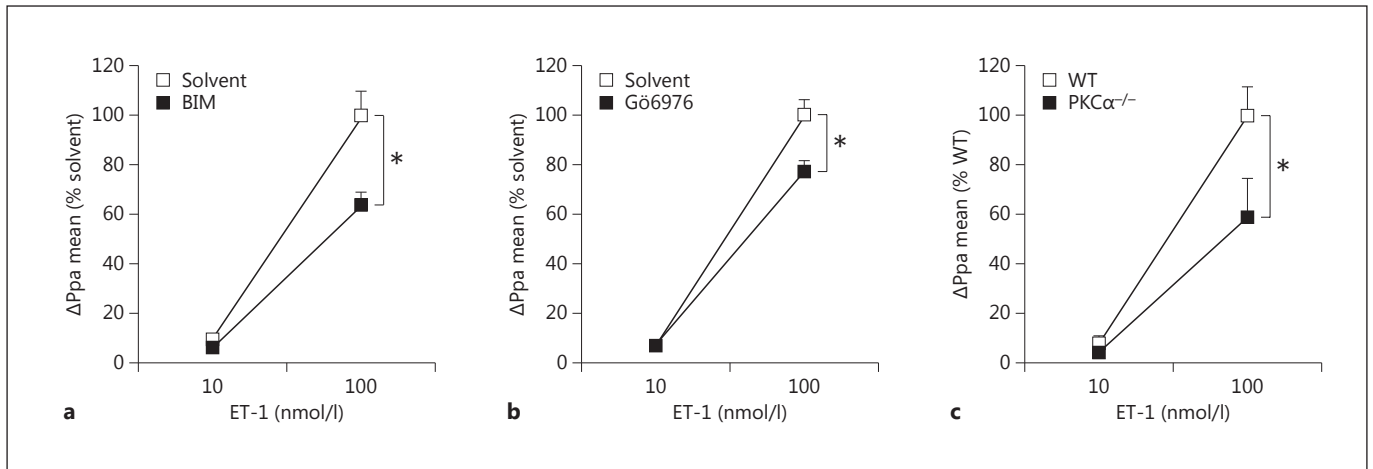 120
100
80
60
40
20
0
ΔPpa mean (% solvent)
Solvent
BIM
*
10 100
ET-1 (nmol/l)
a
120
100
80
60
40
20
0
ΔPpa mean (% solvent)
Solvent
Gö6976
*
10 100
ET-1 (nmol/l)
b
120
100
80
60
40
20
0
ΔPpa mean (% WT)
WT
PKCα–/–
*
10 100
ET-1 (nmol/l)
c